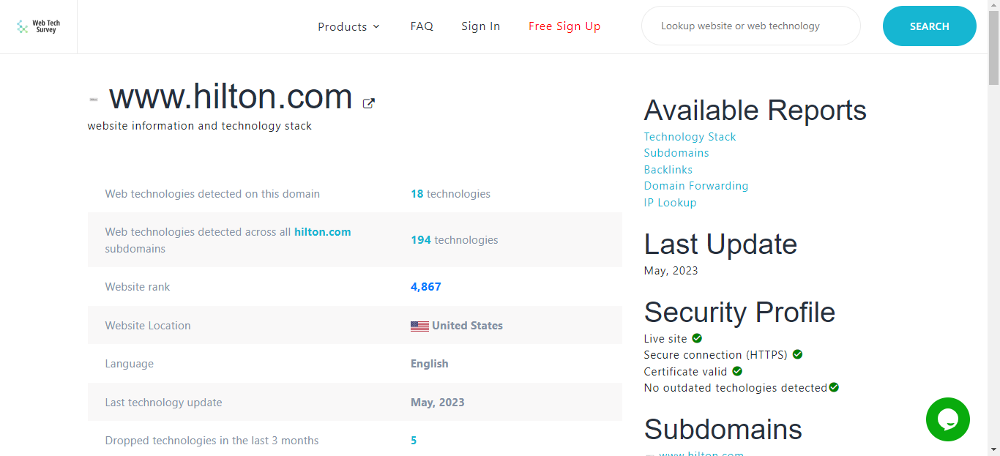 Web Tech
Survey
Products
FAQ
Sign In
Free Sign Up
Lookup website or web technology
SEARCH
www.hilton.com
website information and technology stack
Web technologies detected on this domain
18 technologies
Web technologies detected across all hilton.com
subdomains
194 technologies
Website rank
4,867
Website Location
United States
Language
English
Last technology update
May, 2023
Dropped technologies in the last 3 months
5
Available Reports
Technology Stack
Subdomains
Backlinks
Domain Forwarding
IP Lookup
Last Update
May, 2023
Security Profile
Live site
Secure connection (HTTPS)
Certificate valid
No outdated techologies detected
Subdomains
www.hilton.com